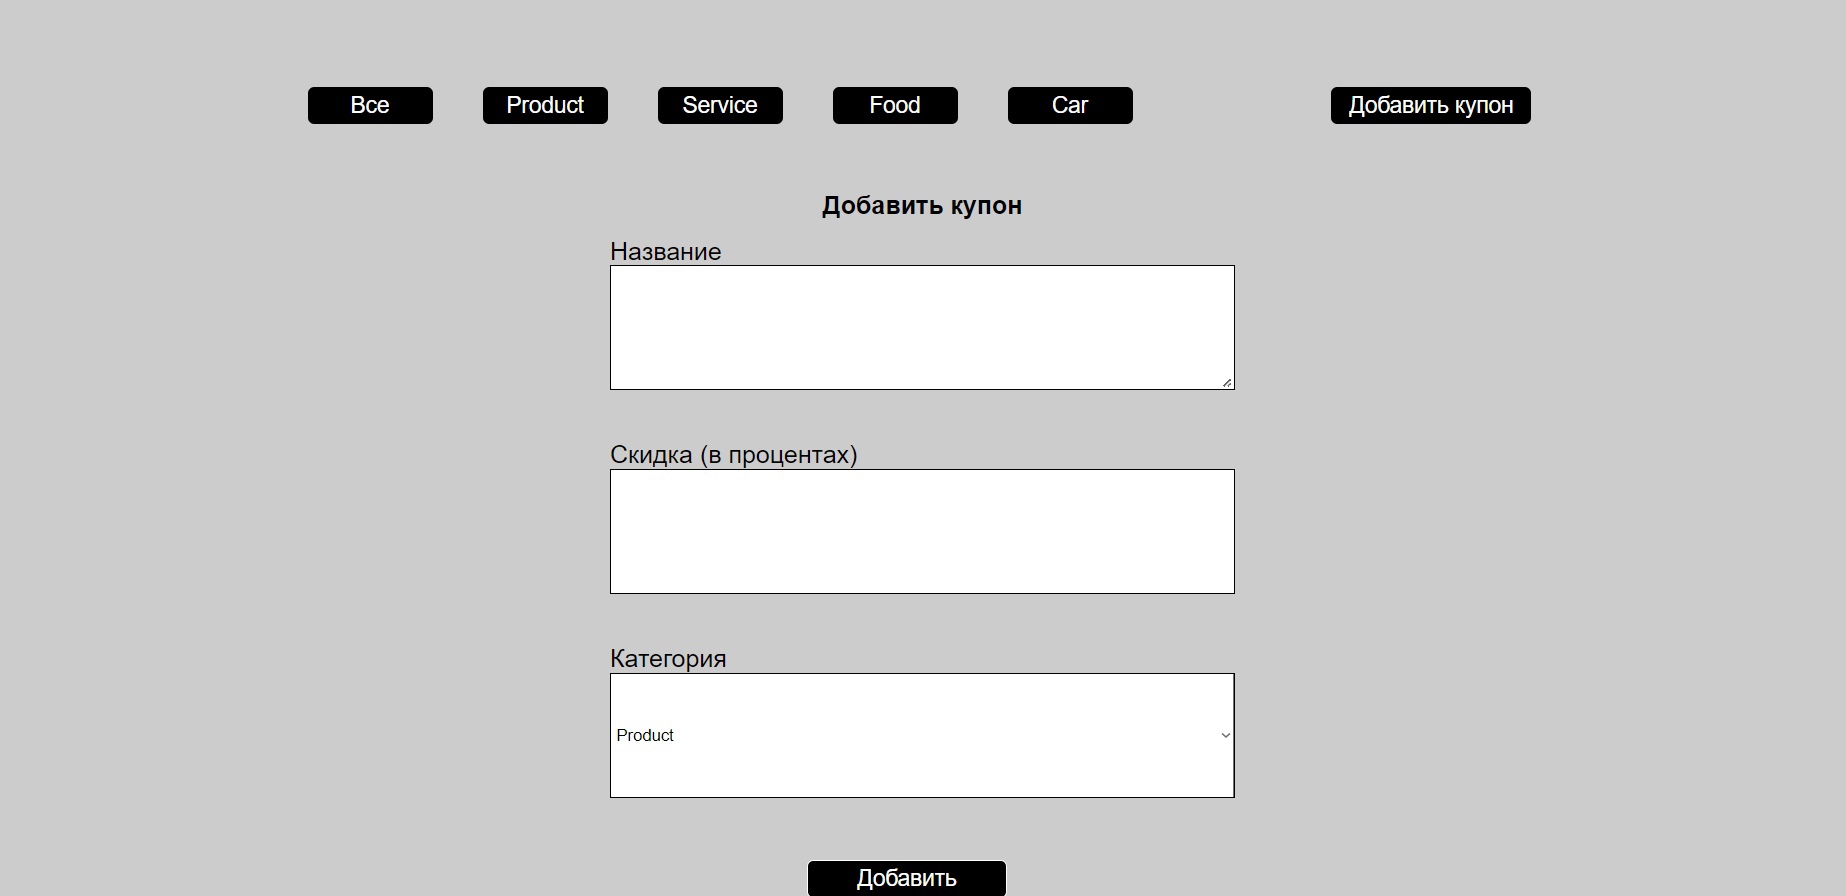 Все Product Service Food Car Добавить купон
Добавить купон
Название
Скидка (в процентах)
Категория
Product
Добавить